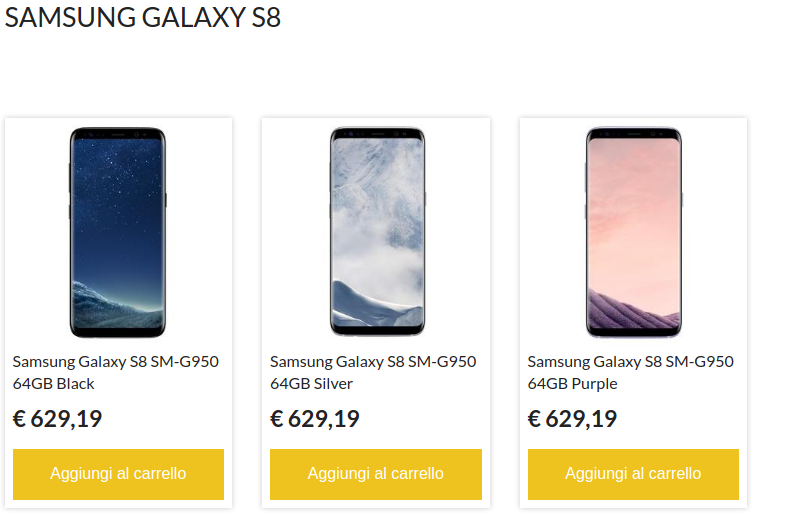 SAMSUNG GALAXY S8
Samsung Galaxy S8 SM-G950
64GB Black
€ 629,19
Aggiungi al carrello
Samsung Galaxy S8 SM-G950
64GB Silver
€ 629,19
Aggiungi al carrello
Samsung Galaxy S8 SM-G950
64GB Purple
€ 629,19
Aggiungi al carrello